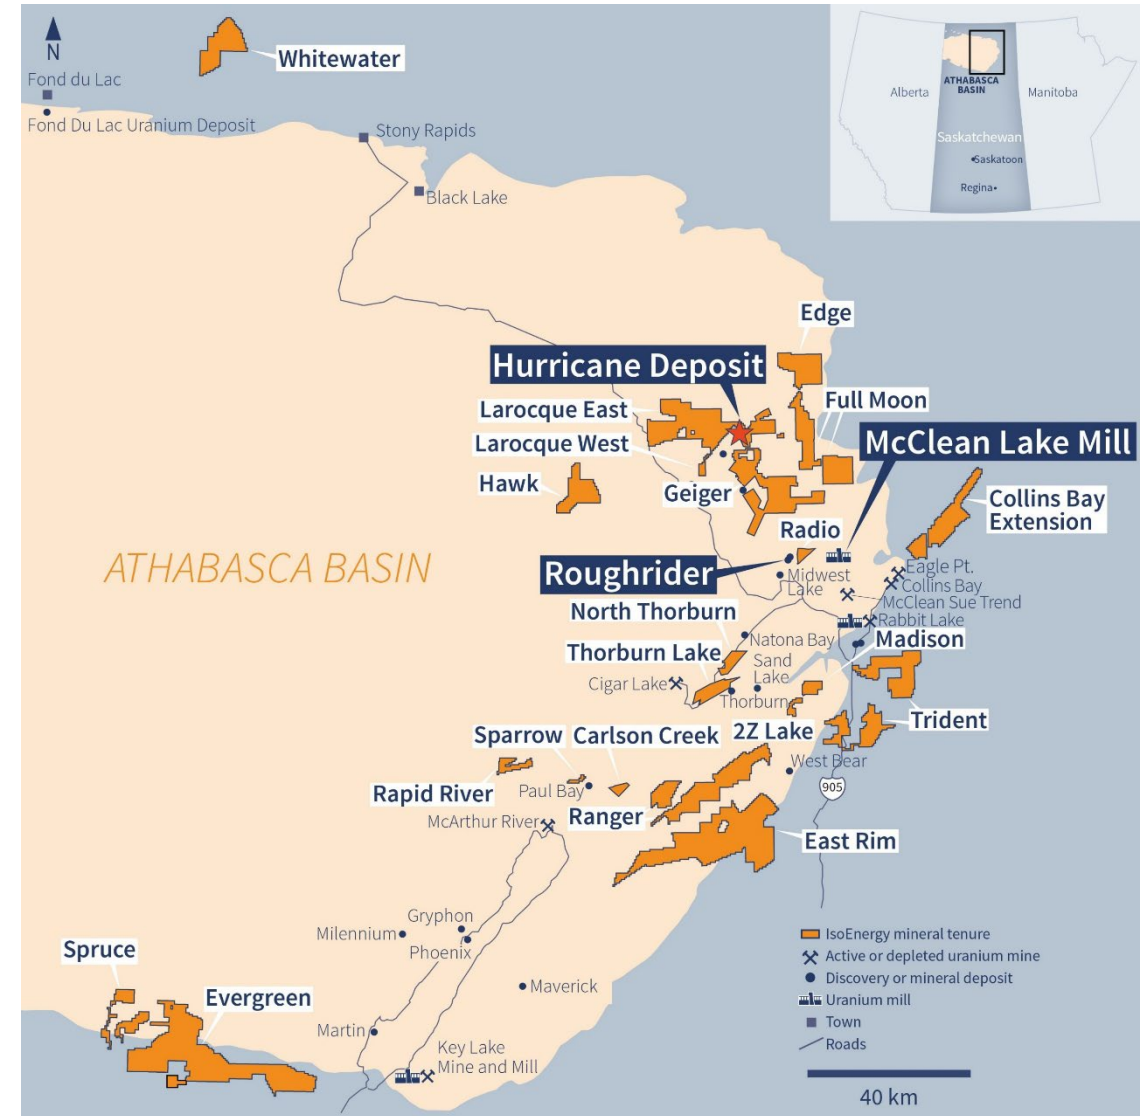 N
Whitewater
Fond du Lac
Fond Du Lac Uranium Deposit
Stony Rapids
Black Lake
Alberta
ATHABASCA
BASIN
Manitoba
Saskatchewan
Saskatoon
Regina
Edge
Hurricane Deposit
Larocque East
Full Moon
Larocque West
McClean Lake Mill
Hawk
Geiger
Collins Bay
Extension
Radio
ATHABASCA BASIN
Roughrider
Midwest
Lake
Eagle Pt.
Collins Bay
McClean Sue Trend
North Thorburn
Rabbit Lake
Natona Bay
Madison
Thorburn Lake
Sand
Lake
Cigar Lake
Thorburn
Trident
2Z Lake
Sparrow
Carlson Creek
West Bear
905
Rapid River
Paul Bay
Ranger
McArthur River
East Rim
Gryphon
Milennium
Phoenix
Spruce
Evergreen
Maverick
Martin
Key Lake
Mine and Mill
IsoEnergy mineral tenure
Active or depleted uranium mine
Discovery or mineral deposit
Uranium mill
Town
Roads
40 km